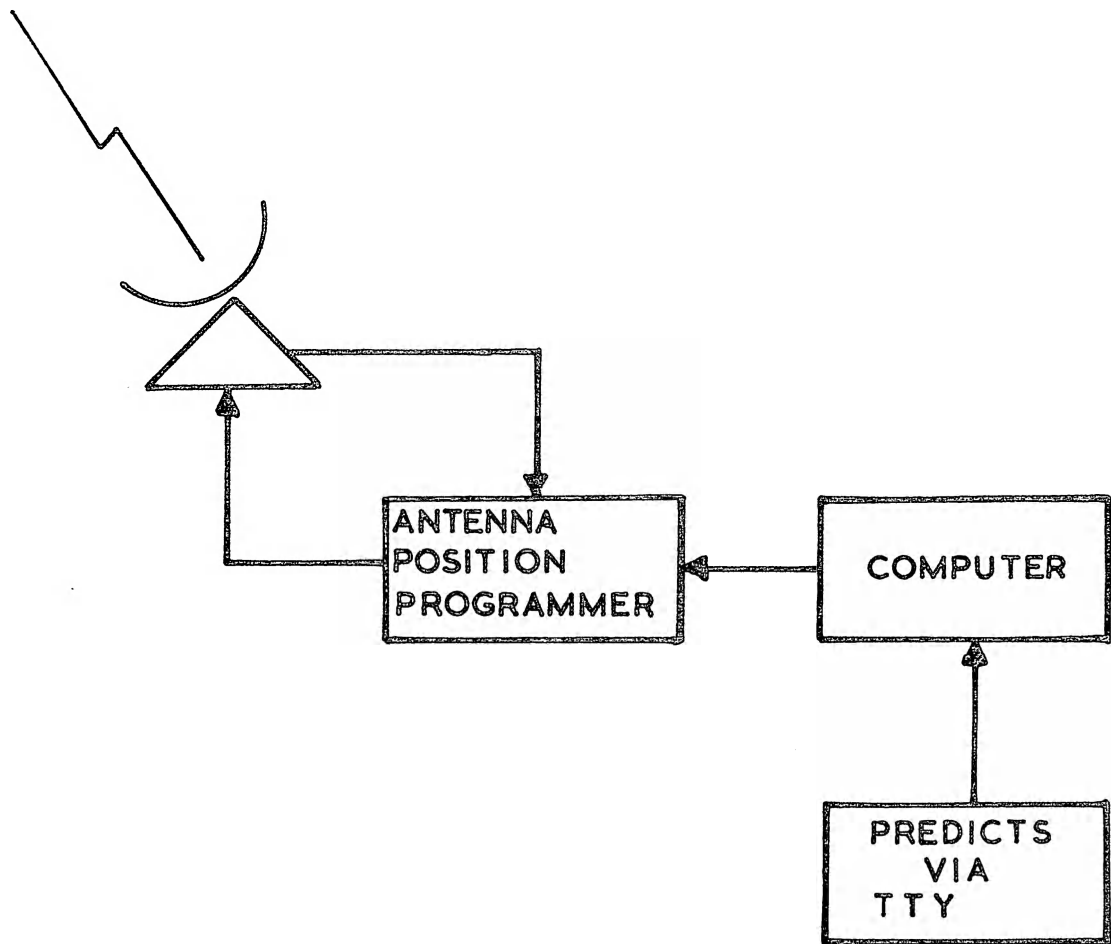 ANTENNA
POSITION
PROGRAMMER
COMPUTER
PREDICTS
VIA
TTY